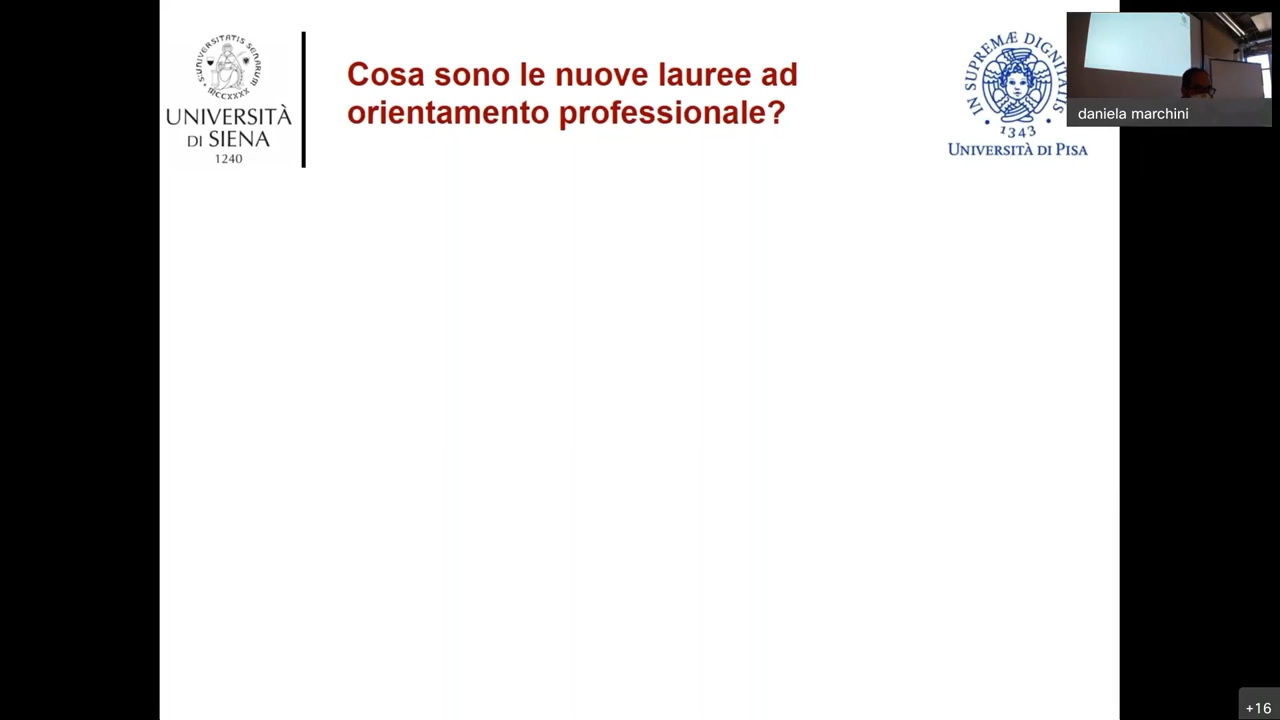 UNIVERSITATIS SENARUM
MCCXXXX
UNIVERSITÀ
DI SIENA
1240
Cosa sono le nuove lauree ad
orientamento professionale?
IN SUPREMÆ DIGNITATIS
1343
UNIVERSITÀ DI PISA
daniela marchini
+16